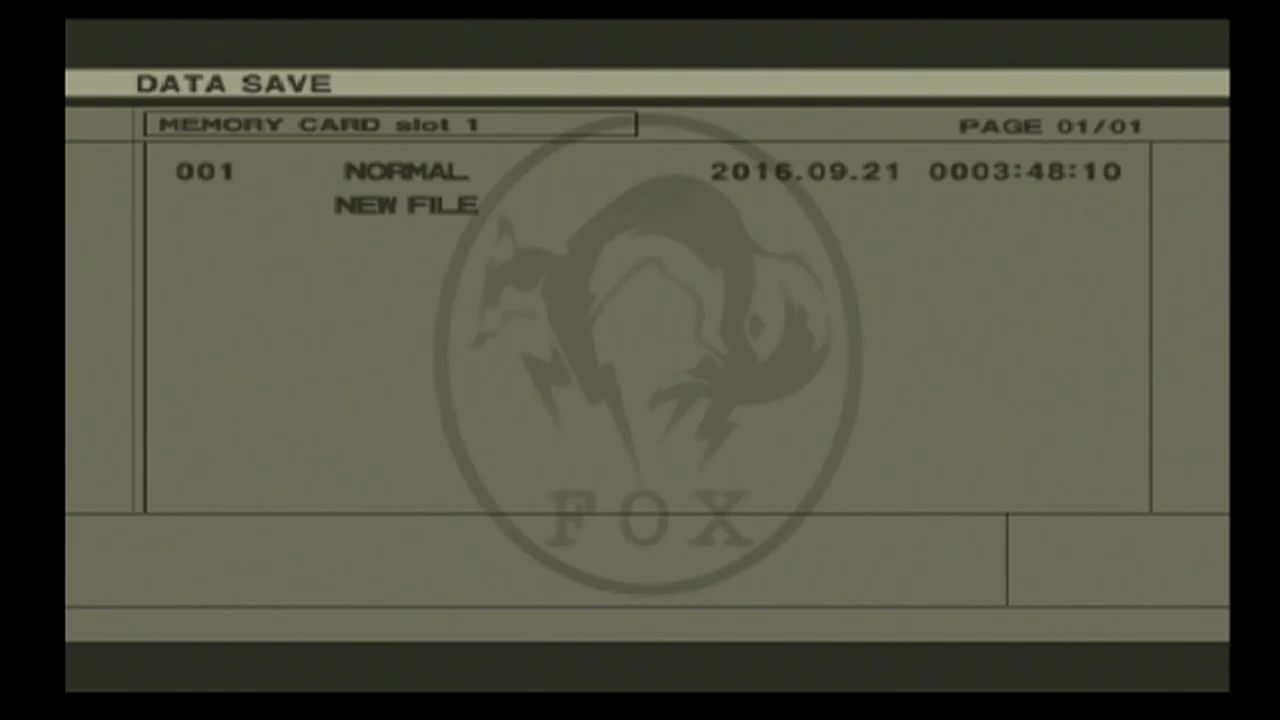 DATA SAVE
MEMORY CARD slot 1 PAGE 01/01
001 NORMAL 2016.09.21 0003:48:10
NEW FILE
FOX